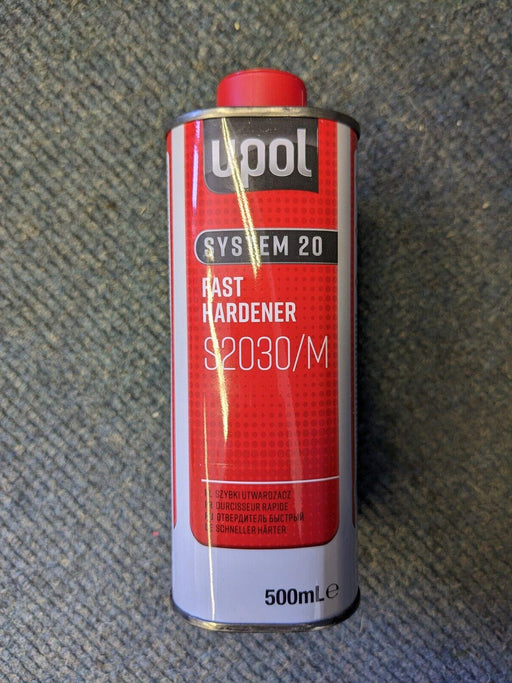 upol
SYSTEM 20
FAST
HARDENER
S2030/M
SZYBKI UTWARDZACZ
DURCISSEUR RAPIDE
ОТВЕРДИТЕЛЬ БЫСТРЫЙ
SCHNELLER HÄRTER
500mL℮